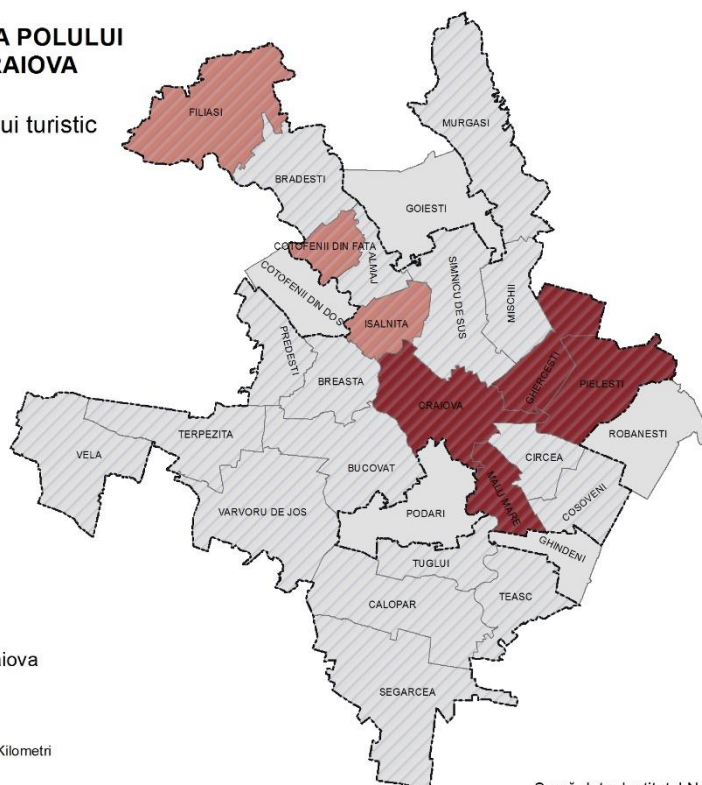 A POLULUI
RAIOVA
ui turistic
FILIASI
MURGASI
BRADESTI
GOIESTI
COTOFENII DIN FATA
ALMAJ
COTOFENII DIN DOS
SIMNICU DE SUS
MISCHII
ISALNITA
PREDESTI
GHERCESTI
PIELESTI
BREASTA
CRAIOVA
ROBANESTI
TERPEZITA
VELA
BUCOVAT
CIRCEA
MALU MARE
COSOVENI
VARVORU DE JOS
PODARI
GHINDENI
TUGLUI
TEASC
CALOPAR
aiova
SEGARCEA
Kilometri